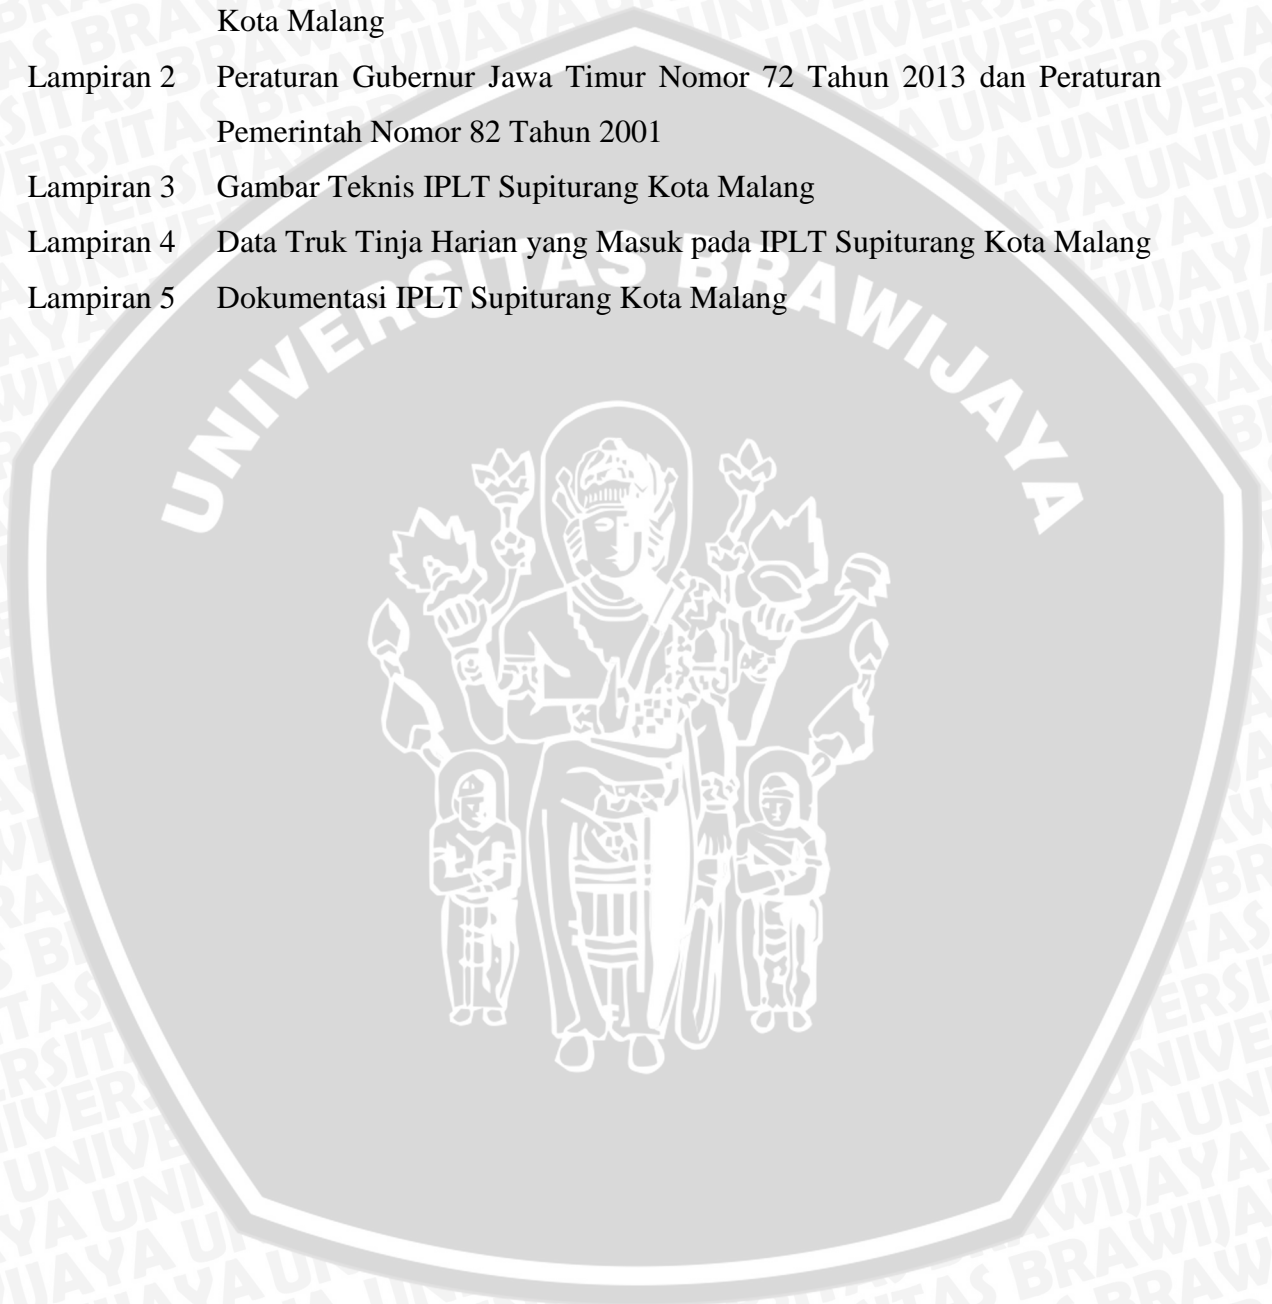 Kota Malang
Lampiran 2 Peraturan Gubernur Jawa Timur Nomor 72 Tahun 2013 dan Peraturan
Pemerintah Nomor 82 Tahun 2001
Lampiran 3 Gambar Teknis IPLT Supiturang Kota Malang
Lampiran 4 Data Truk Tinja Harian yang Masuk pada IPLT Supiturang Kota Malang
Lampiran 5 Dokumentasi IPLT Supiturang Kota Malang
UNIVERSITAS BRAWIJAYA